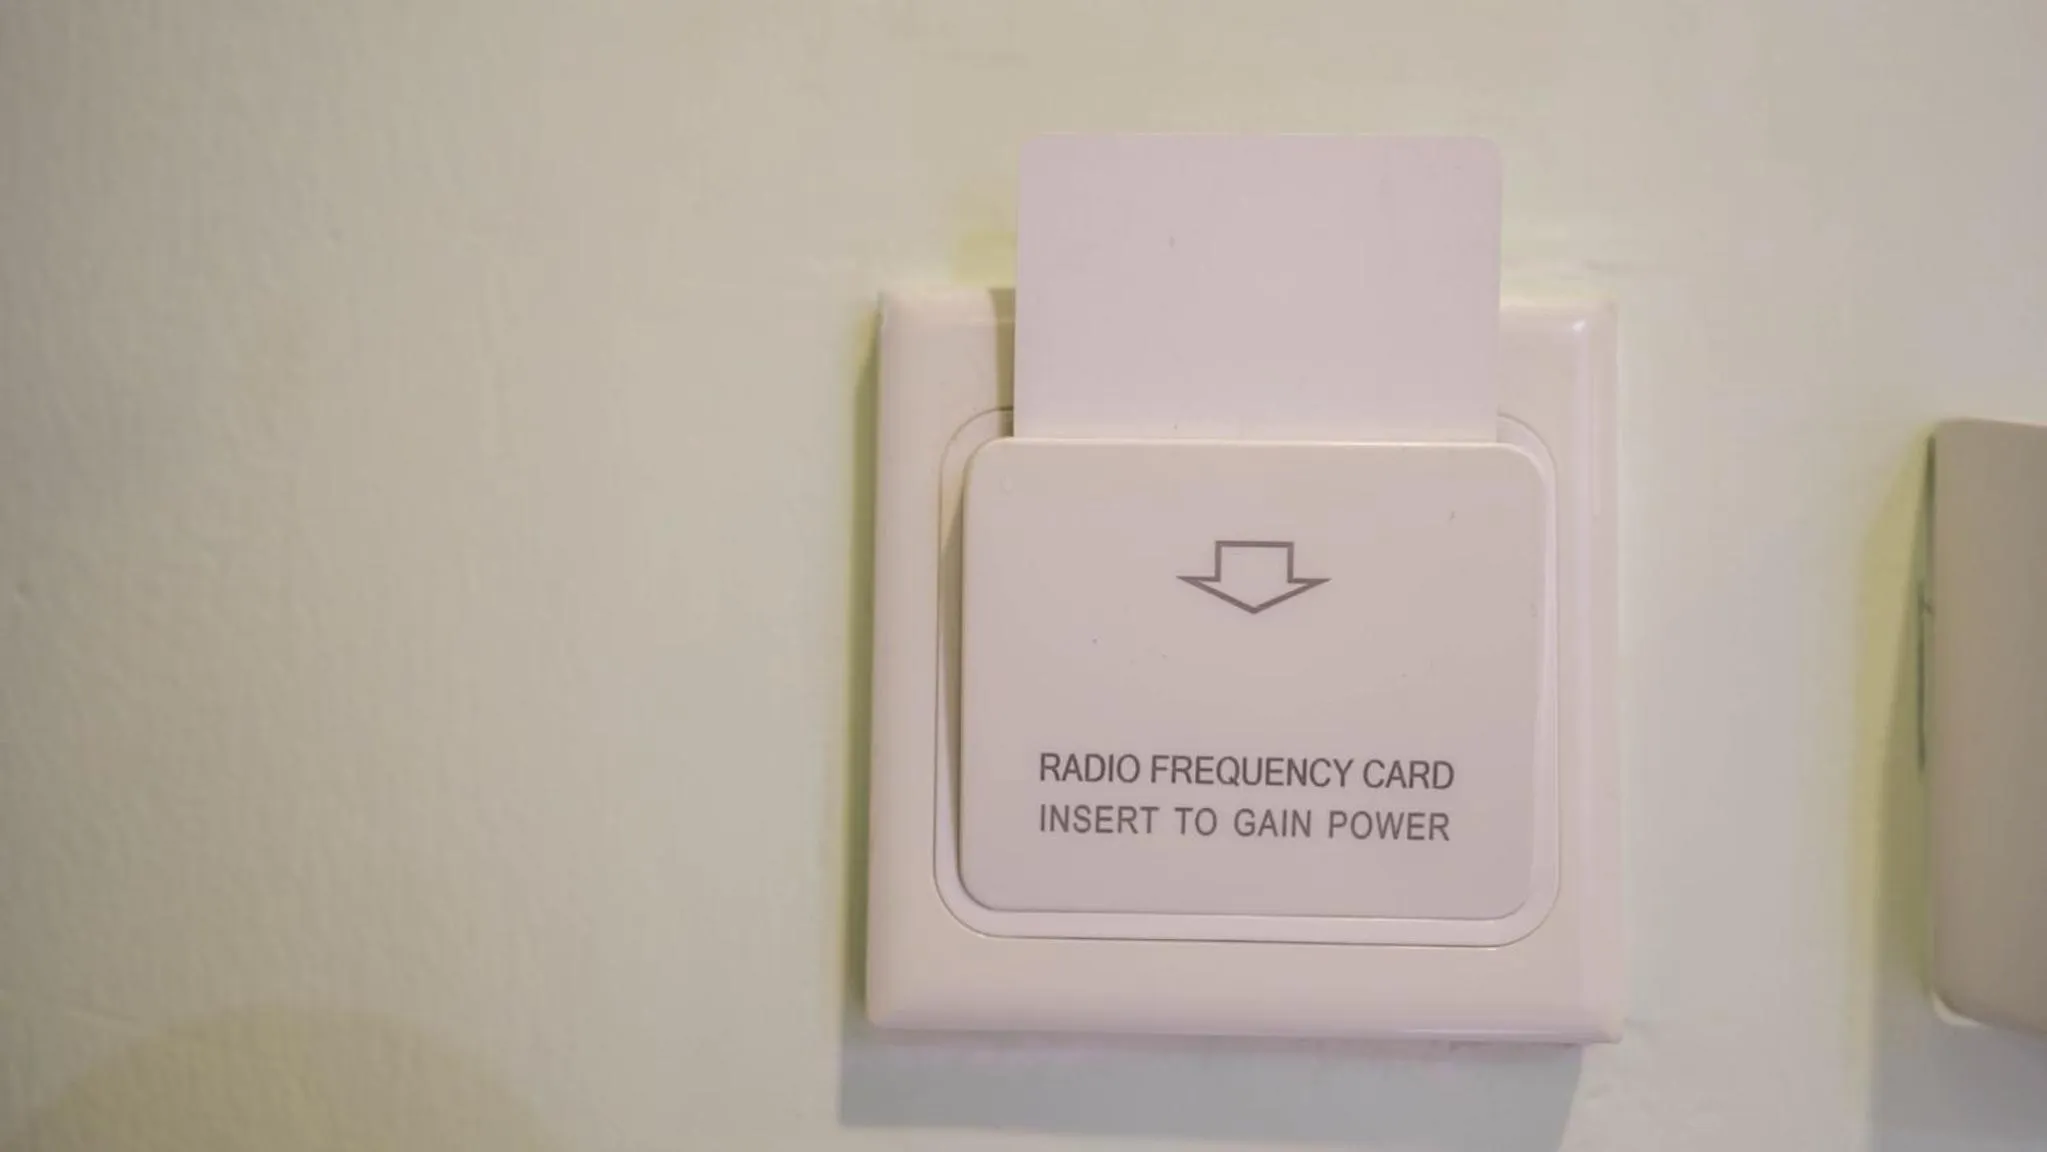 RADIO FREQUENCY CARD
INSERT TO GAIN POWER